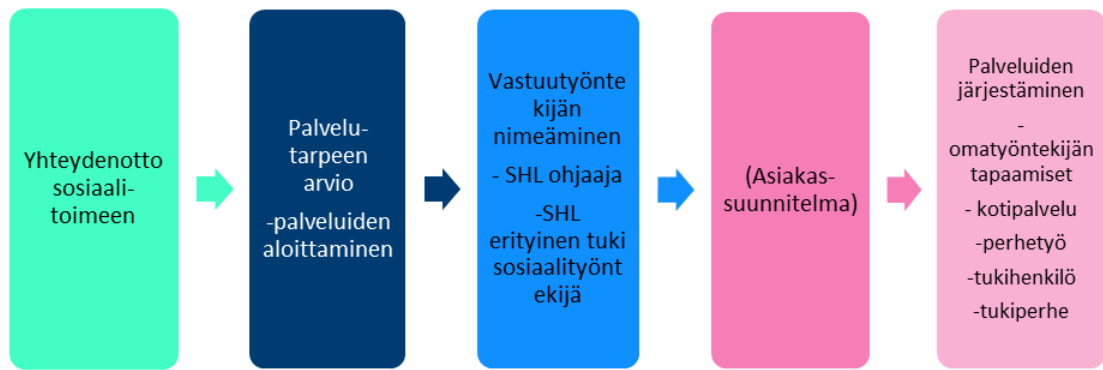 Yhteydenotto
sosiaali-
toimeen
Palvelu-
tarpeen
arvio
-palveluiden
aloittaminen
Vastuutyönte
kijän
nimeäminen
- SHL ohjaaja
-SHL
erityinen tuki
sosiaalityönt
ekijä
(Asiakas-
suunnitelma)
Palveluiden
järjestäminen
-
omatyöntekijän
tapaamiset
- kotipalvelu
-perhetyö
-tukihenkilö
-tukiperhe